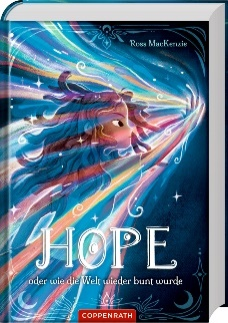 Ross MacKenzie
HOPE
oder wie die Welt wieder bunt wurde
COPPENRATH